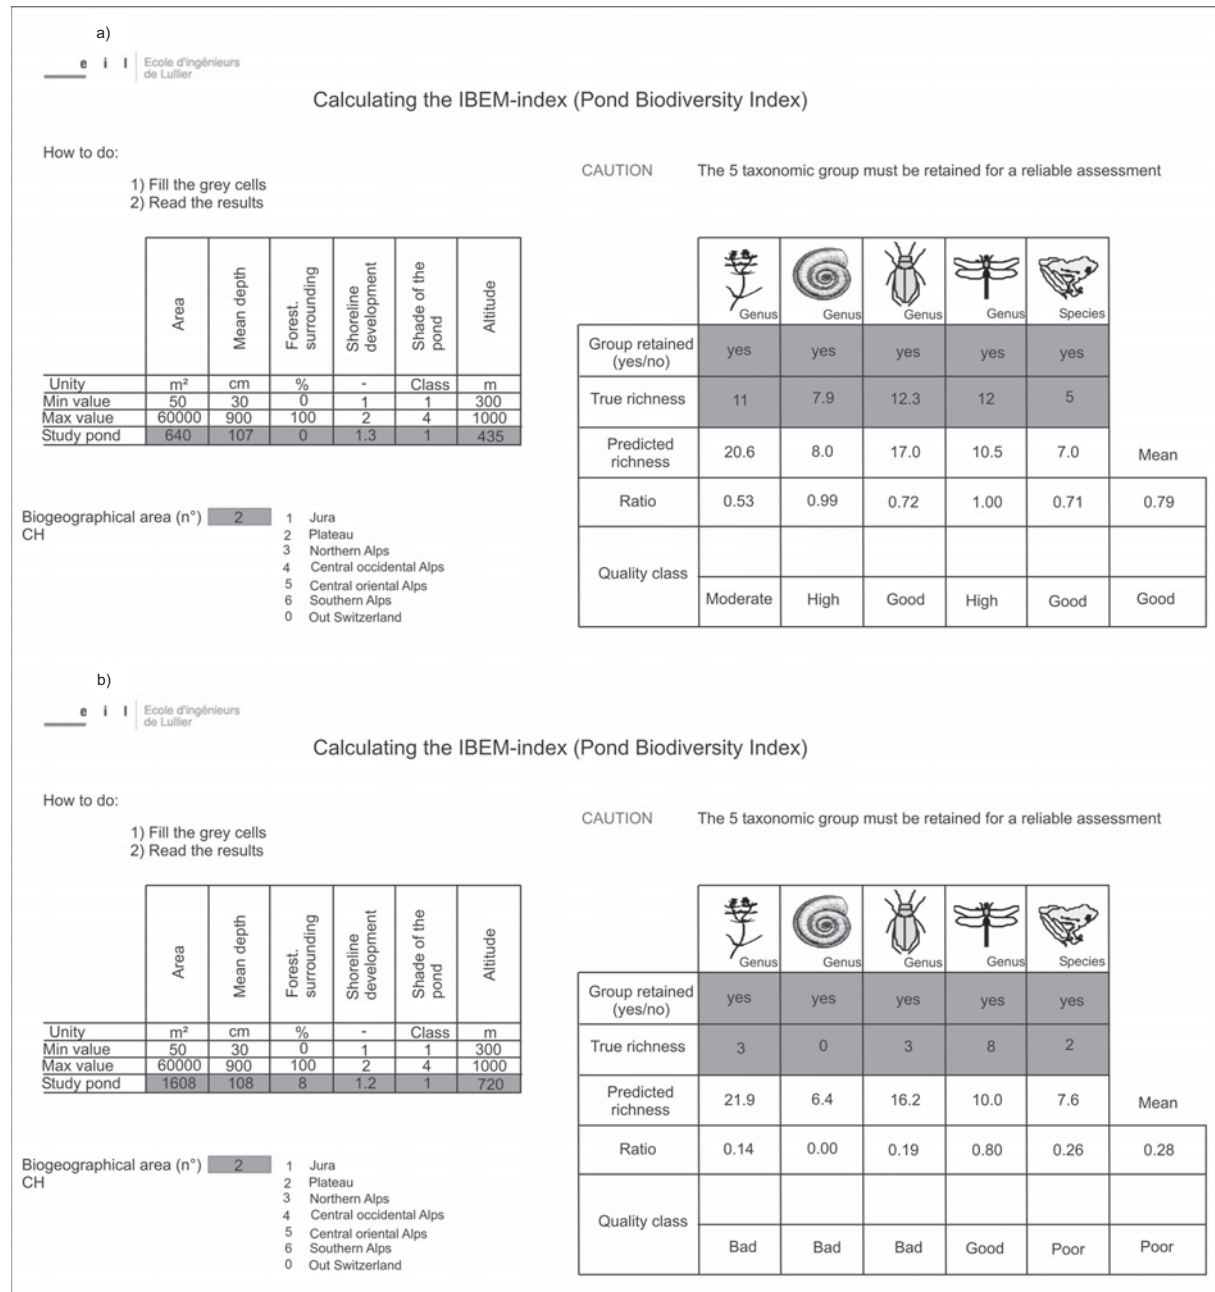 a)
e i l Ecole d'ingénieurs
de Lullier
Calculating the IBEM-index (Pond Biodiversity Index)
How to do:
1) Fill the grey cells
2) Read the results
Area Mean depth Forest. surrounding Shoreline development Shade of the pond Altitude
Unity m² cm % - Class m
Min value 50 30 0 1 1 300
Max value 60000 900 100 2 4 1000
Study pond 640 107 0 1.3 1 435
Biogeographical area (n°) 2
CH
1 Jura
2 Plateau
3 Northern Alps
4 Central occidental Alps
5 Central oriental Alps
6 Southern Alps
0 Out Switzerland
CAUTION The 5 taxonomic group must be retained for a reliable assessment
Genus Genus Genus Genus Species
Group retained
(yes/no) yes yes yes yes yes
True richness 11 7.9 12.3 12 5
Predicted
richness 20.6 8.0 17.0 10.5 7.0 Mean
Ratio 0.53 0.99 0.72 1.00 0.71 0.79
Quality class
Moderate High Good High Good Good
b)
e i l Ecole d'ingénieurs
de Lullier
Calculating the IBEM-index (Pond Biodiversity Index)
How to do:
1) Fill the grey cells
2) Read the results
Area Mean depth Forest. surrounding Shoreline development Shade of the pond Altitude
Unity m² cm % - Class m
Min value 50 30 0 1 1 300
Max value 60000 900 100 2 4 1000
Study pond 1608 108 8 1.2 1 720
Biogeographical area (n°) 2
CH
1 Jura
2 Plateau
3 Northern Alps
4 Central occidental Alps
5 Central oriental Alps
6 Southern Alps
0 Out Switzerland
CAUTION The 5 taxonomic group must be retained for a reliable assessment
Genus Genus Genus Genus Species
Group retained
(yes/no) yes yes yes yes yes
True richness 3 0 3 8 2
Predicted
richness 21.9 6.4 16.2 10.0 7.6 Mean
Ratio 0.14 0.00 0.19 0.80 0.26 0.28
Quality class
Bad Bad Bad Good Poor Poor